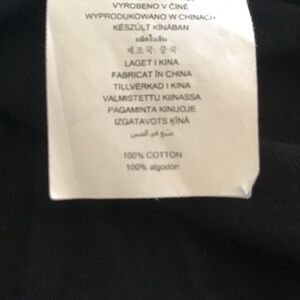 VYROBENO V ČÍNĚ
WYPRODUKOWANO W CHINACH
KÉSZÜLT KÍNÁBAN
ผลิตในจีน
제조국: 중국
LAGET I KINA
FABRICAT ÎN CHINA
TILLVERKAD I KINA
VALMISTETTU KIINASSA
PAGAMINTA KINIJOJE
IZGATAVOTS ĶĪNĀ
صنع في الصين
100% COTTON
100% algodón